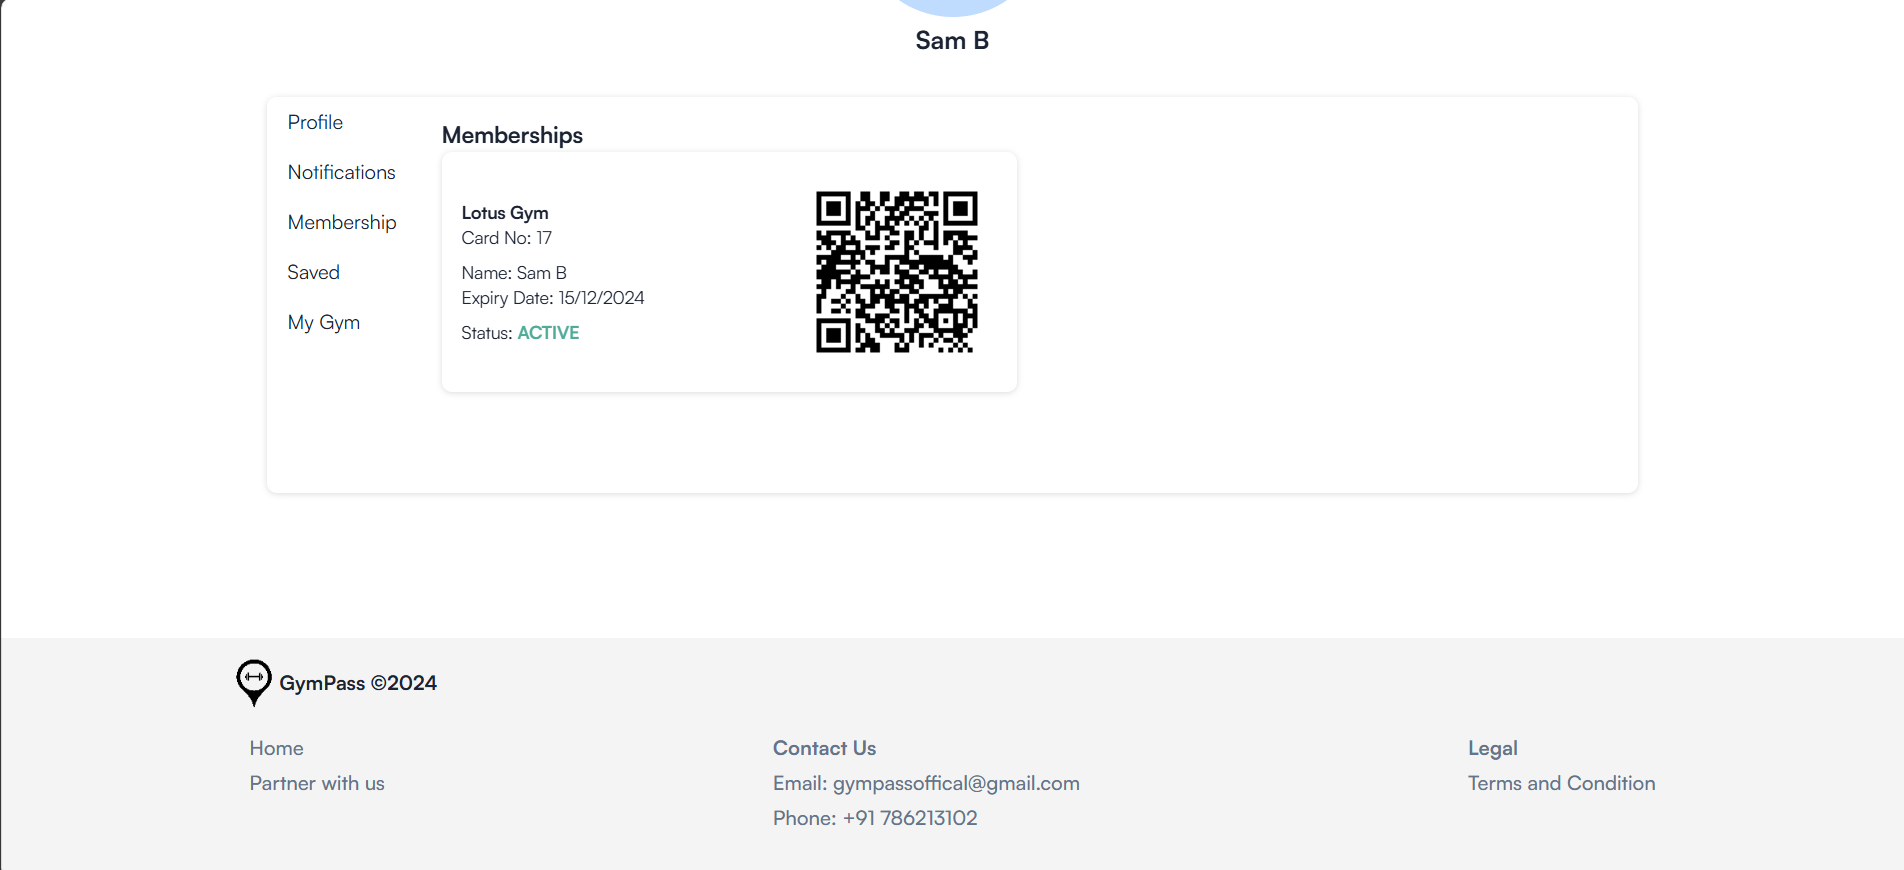 Sam B
Profile
Notifications
Membership
Saved
My Gym
Memberships
Lotus Gym
Card No: 17
Name: Sam B
Expiry Date: 15/12/2024
Status: ACTIVE
GymPass ©2024
Home
Partner with us
Contact Us
Email: gympassoffical@gmail.com
Phone: +91 786213102
Legal
Terms and Condition